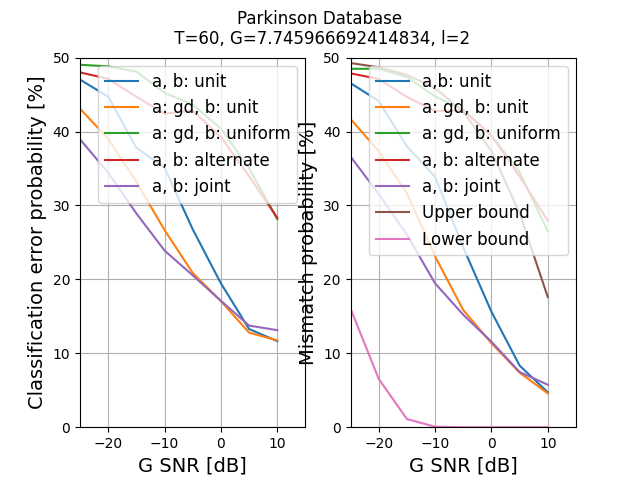 Parkinson Database
T=60, G=7.745966692414834, l=2
Classification error probability [%]
50
40
30
20
10
0
−20
−10
0
10
G SNR [dB]
a, b: unit
a: gd, b: unit
a: gd, b: uniform
a, b: alternate
a, b: joint
Mismatch probability [%]
50
40
30
20
10
0
−20
−10
0
10
G SNR [dB]
a,b: unit
a: gd, b: unit
a: gd, b: uniform
a, b: alternate
a, b: joint
Upper bound
Lower bound